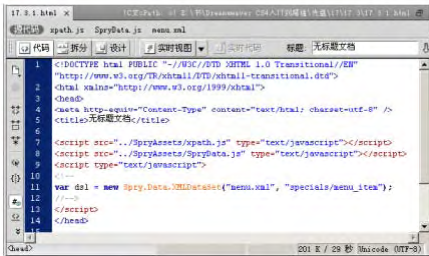 17.3.1.html ×
源代码 xpath.js SpryData.js menu.xml
代码 拆分 设计 实时视图 实时代码 标题: 无标题文档
1 <!DOCTYPE html PUBLIC "-//W3C//DTD XHTML 1.0 Transitional//EN"
"http://www.w3.org/TR/xhtml1/DTD/xhtml1-transitional.dtd">
2 <html xmlns="http://www.w3.org/1999/xhtml">
3 <head>
4 <meta http-equiv="Content-Type" content="text/html; charset=utf-8" />
5 <title>无标题文档</title>
6
7 <script src="../SpryAssets/xpath.js" type="text/javascript"></script>
8 <script src="../SpryAssets/SpryData.js" type="text/javascript"></script>
9 <script type="text/javascript">
10 <!--
11 var ds1 = new Spry.Data.XMLDataSet("menu.xml", "specials/menu_item");
12 //-->
13 </script>
14 </head>
15
<head> 201 K / 29 秒 Unicode (UTF-8)